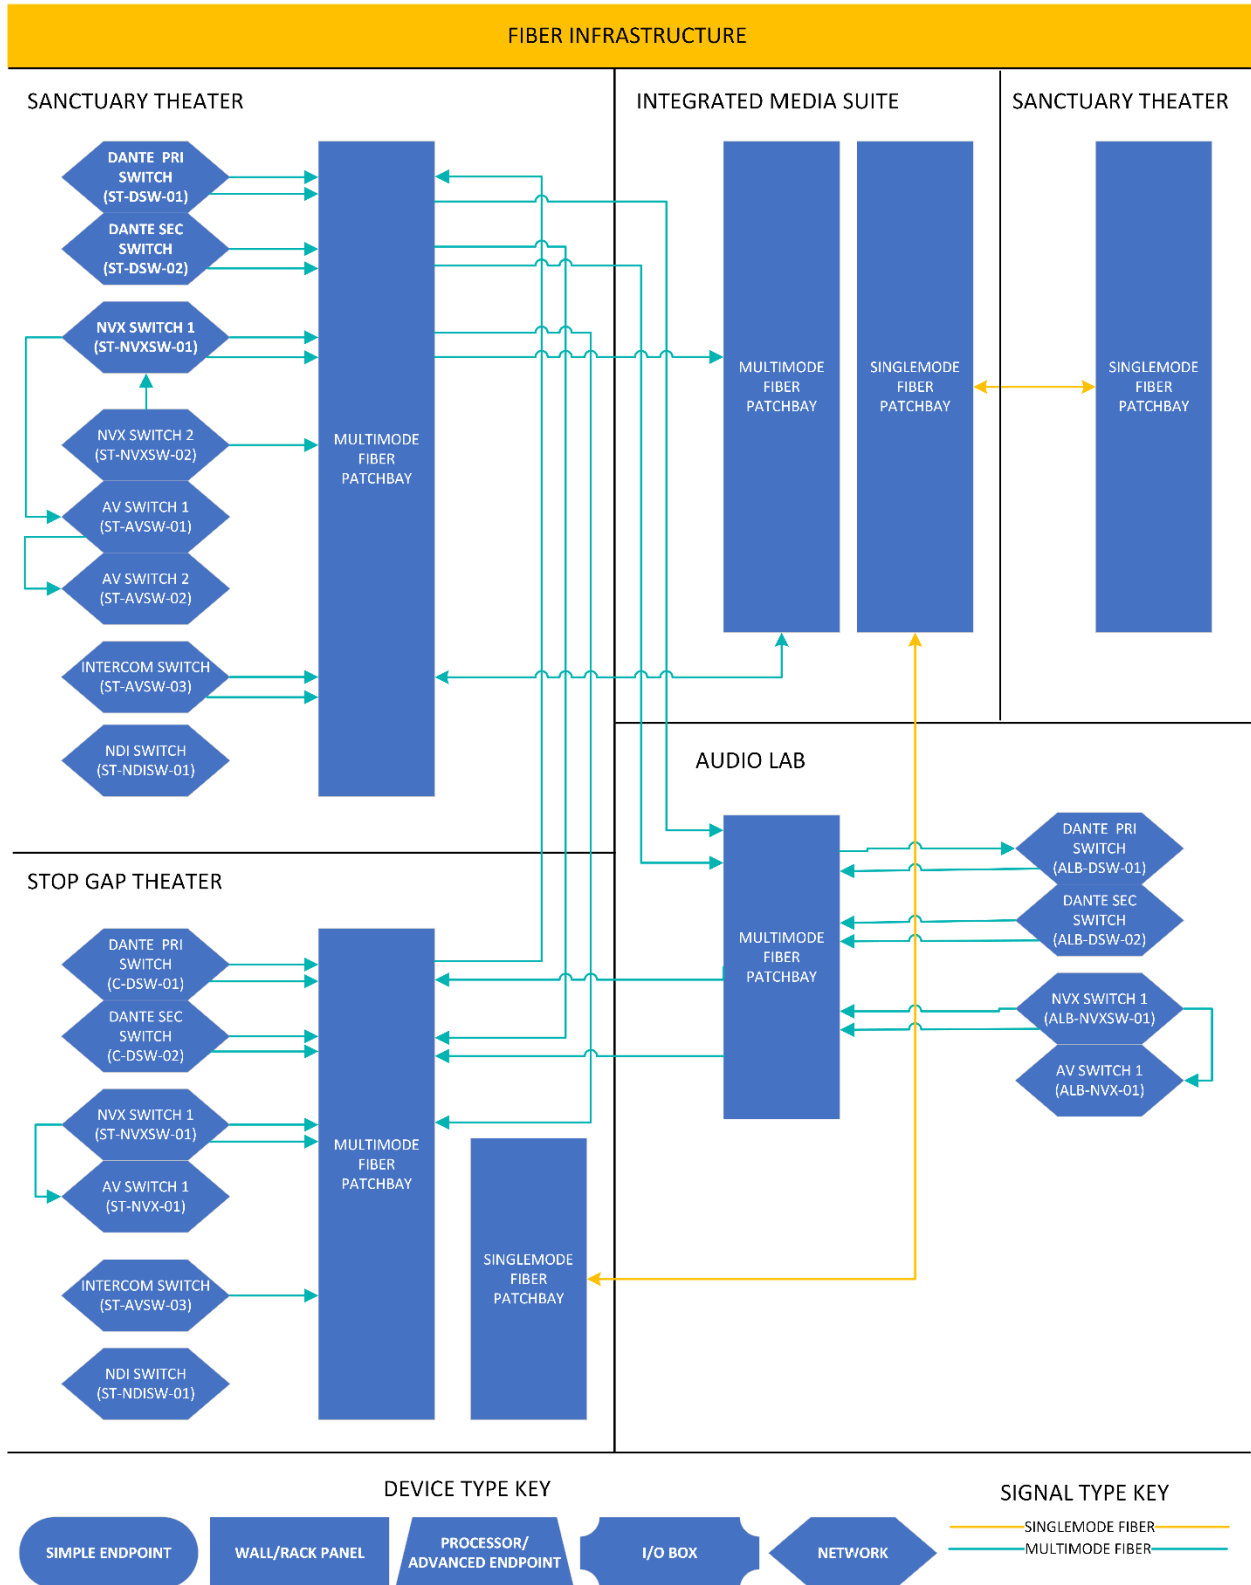 FIBER INFRASTRUCTURE
SANCTUARY THEATER
DANTE PRI
SWITCH
(ST-DSW-01)
DANTE SEC
SWITCH
(ST-DSW-02)
NVX SWITCH 1
(ST-NVXSW-01)
NVX SWITCH 2
(ST-NVXSW-02)
AV SWITCH 1
(ST-AVSW-01)
AV SWITCH 2
(ST-AVSW-02)
INTERCOM SWITCH
(ST-AVSW-03)
NDI SWITCH
(ST-NDISW-01)
MULTIMODE
FIBER
PATCHBAY
INTEGRATED MEDIA SUITE
MULTIMODE
FIBER
PATCHBAY
SINGLEMODE
FIBER
PATCHBAY
SANCTUARY THEATER
SINGLEMODE
FIBER
PATCHBAY
AUDIO LAB
MULTIMODE
FIBER
PATCHBAY
DANTE PRI
SWITCH
(ALB-DSW-01)
DANTE SEC
SWITCH
(ALB-DSW-02)
NVX SWITCH 1
(ALB-NVXSW-01)
AV SWITCH 1
(ALB-NVX-01)
STOP GAP THEATER
DANTE PRI
SWITCH
(C-DSW-01)
DANTE SEC
SWITCH
(C-DSW-02)
NVX SWITCH 1
(ST-NVXSW-01)
AV SWITCH 1
(ST-NVX-01)
INTERCOM SWITCH
(ST-AVSW-03)
NDI SWITCH
(ST-NDISW-01)
MULTIMODE
FIBER
PATCHBAY
SINGLEMODE
FIBER
PATCHBAY
DEVICE TYPE KEY
SIMPLE ENDPOINT
WALL/RACK PANEL
PROCESSOR/
ADVANCED ENDPOINT
I/O BOX
NETWORK
SIGNAL TYPE KEY
SINGLEMODE FIBER
MULTIMODE FIBER